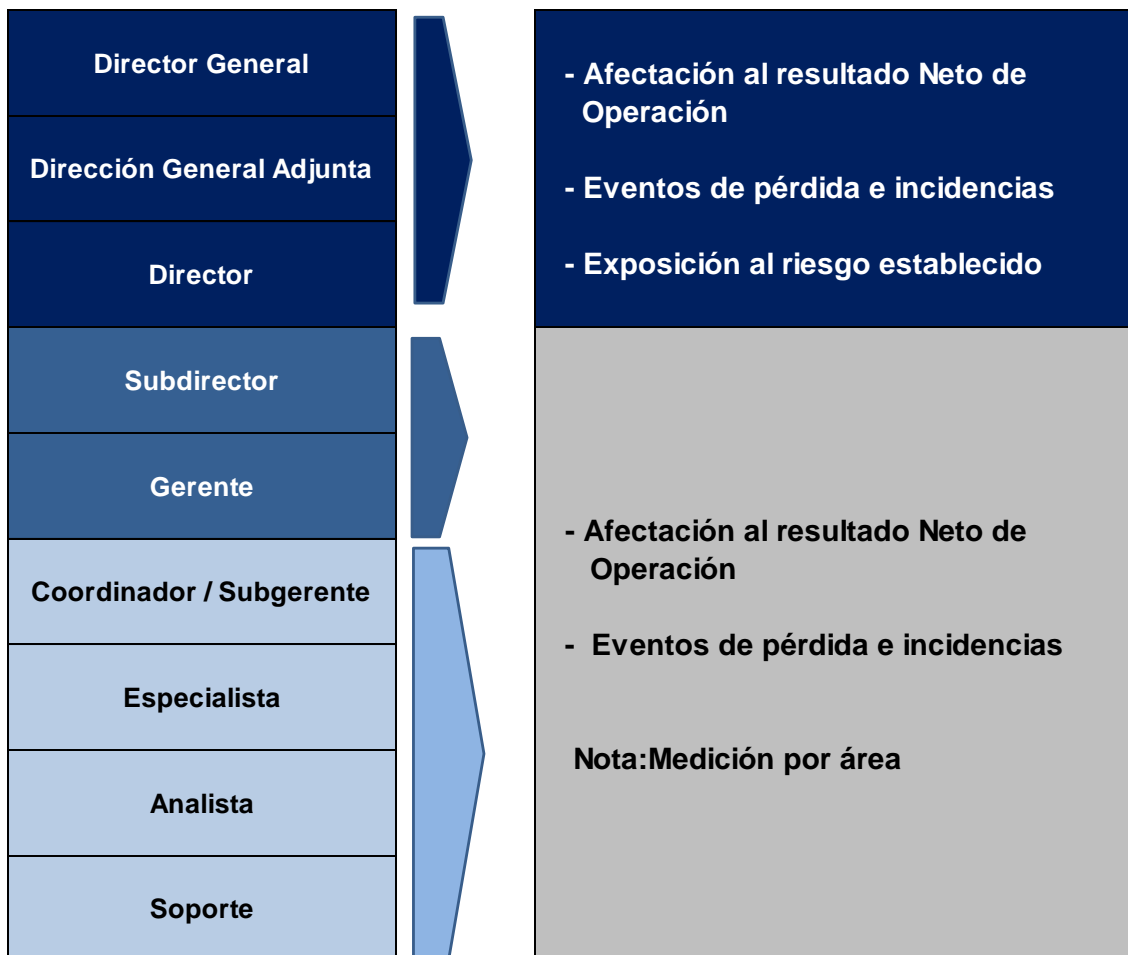 Director General
Dirección General Adjunta
Director
Subdirector
Gerente
Coordinador / Subgerente
Especialista
Analista
Soporte
- Afectación al resultado Neto de
Operación
- Eventos de pérdida e incidencias
- Exposición al riesgo establecido
- Afectación al resultado Neto de
Operación
- Eventos de pérdida e incidencias
Nota:Medición por área